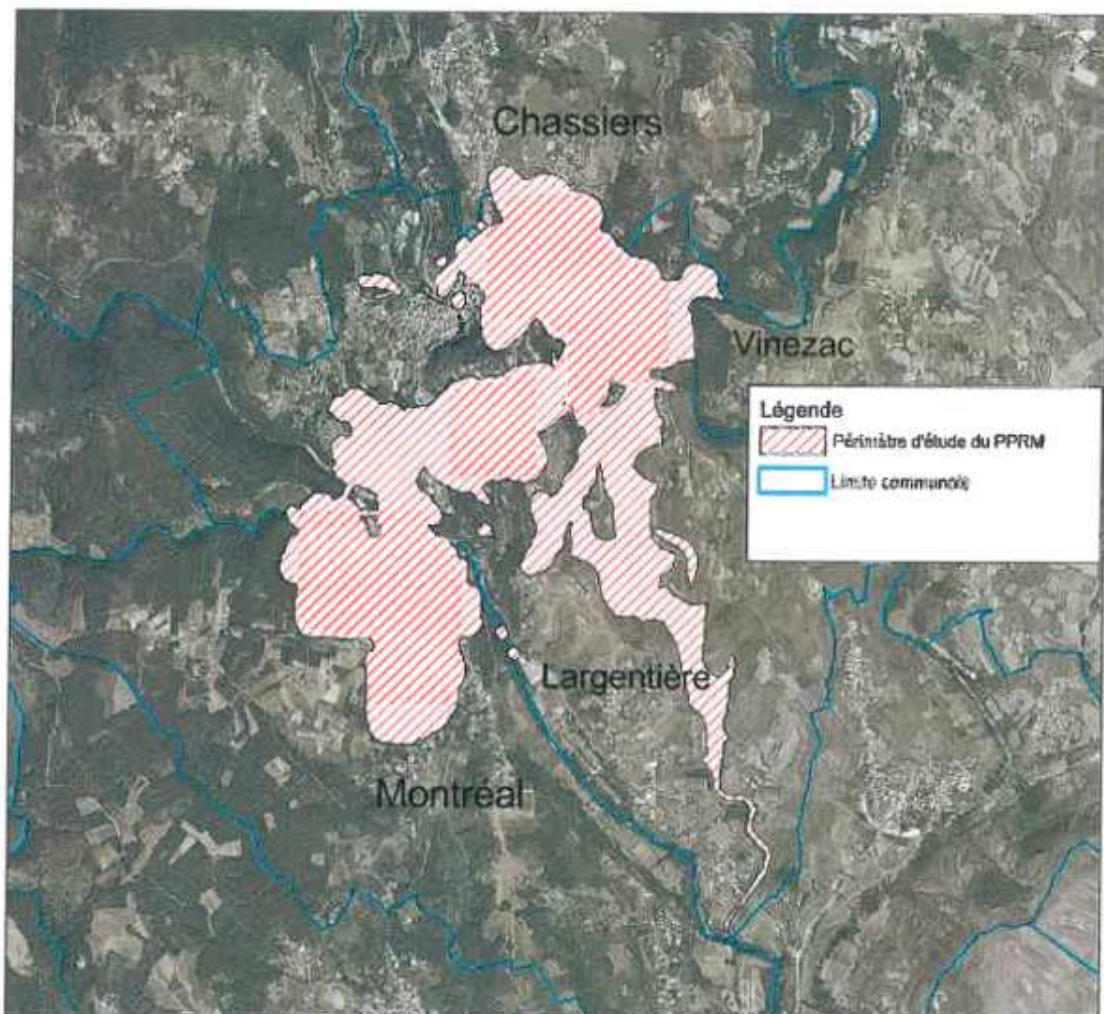 Chassiers
Vinezac
Légende
Périmètre d'étude du PPRM
Limite communale
Largentière
Montréal